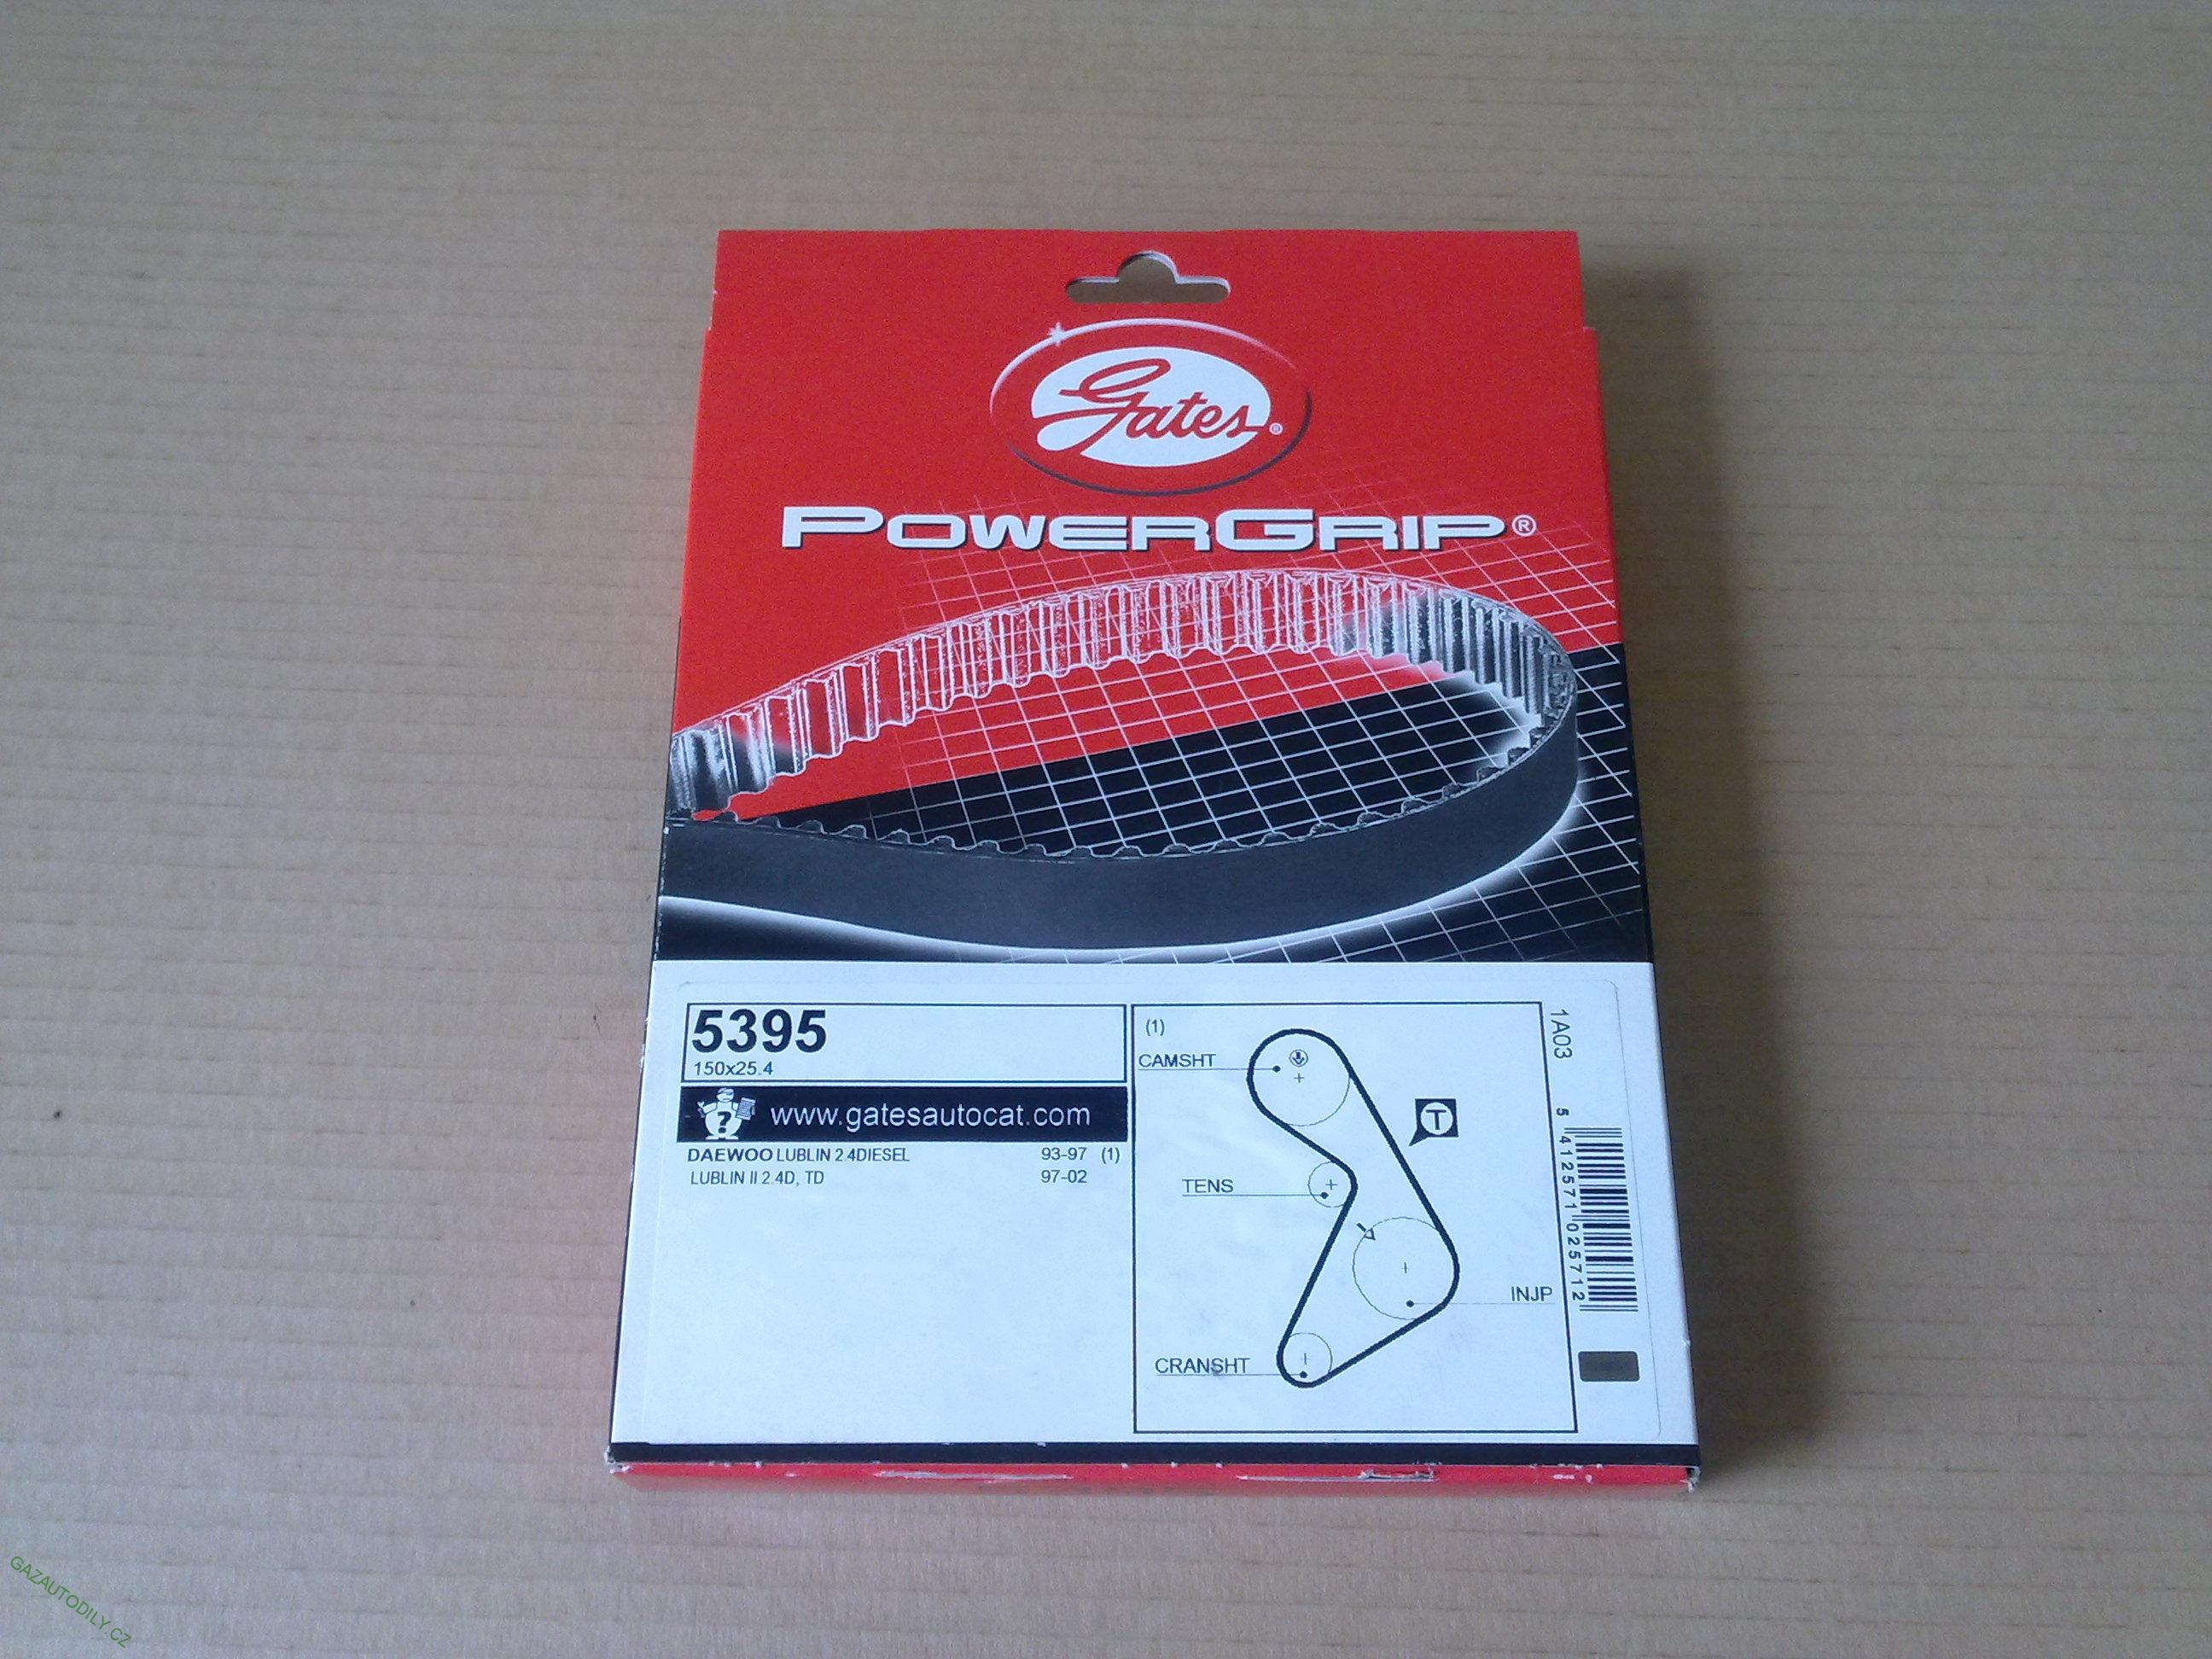 Gates®
POWERGRIP®
5395
150x25.4
?
www.gatesautocat.com
DAEWOO LUBLIN 2.4DIESEL 93-97 (1)
LUBLIN II 2.4D, TD 97-02
(1)
CAMSHT
T
TENS
INJP
CRANSHT
1A03
5 412571 025712
GAZAUTODILY.CZ